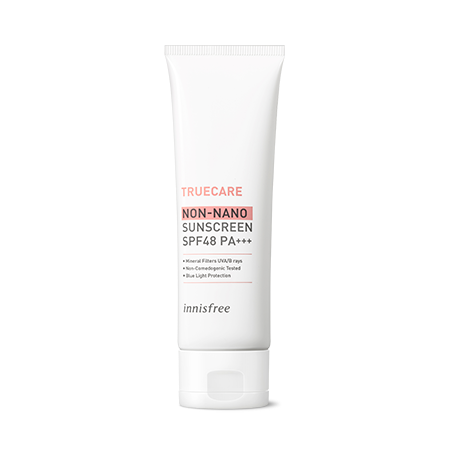 TRUECARE
NON-NANO
SUNSCREEN
SPF48 PA+++
• Mineral Filters UVA/B rays
• Non-Comedogenic Tested
• Blue Light Protection
innisfree